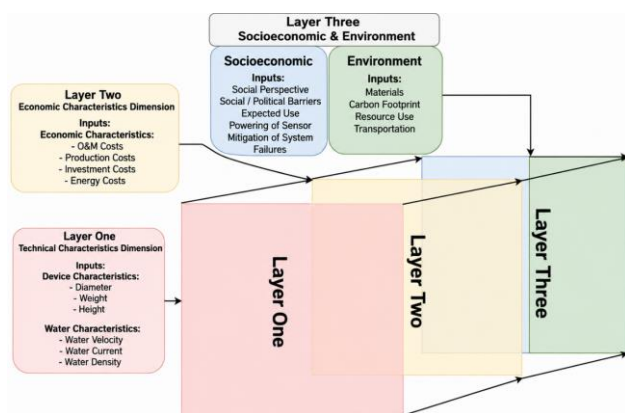 Layer Three
Socioeconomic & Environment
Socioeconomic
Inputs:
Social Perspective
Social / Political Barriers
Expected Use
Powering of Sensor
Mitigation of System
Failures
Environment
Inputs:
Materials
Carbon Footprint
Resource Use
Transportation
Layer Two
Economic Characteristics Dimension
Inputs:
Economic Characteristics:
- O&M Costs
- Production Costs
- Investment Costs
- Energy Costs
Layer One
Technical Characteristics Dimension
Inputs:
Device Characteristics:
- Diameter
- Weight
- Height
Water Characteristics:
- Water Velocity
- Water Current
- Water Density
Layer One
Layer Two
Layer Three